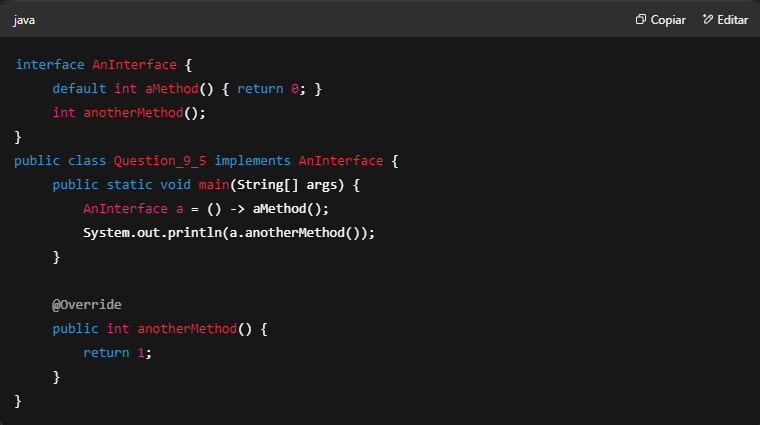 java
Copiar
Editar
interface AnInterface {
    default int aMethod() { return 0; }
    int anotherMethod();
}
public class Question_9_5 implements AnInterface {
    public static void main(String[] args) {
        AnInterface a = () -> aMethod();
        System.out.println(a.anotherMethod());
    }

    @Override
    public int anotherMethod() {
        return 1;
    }
}